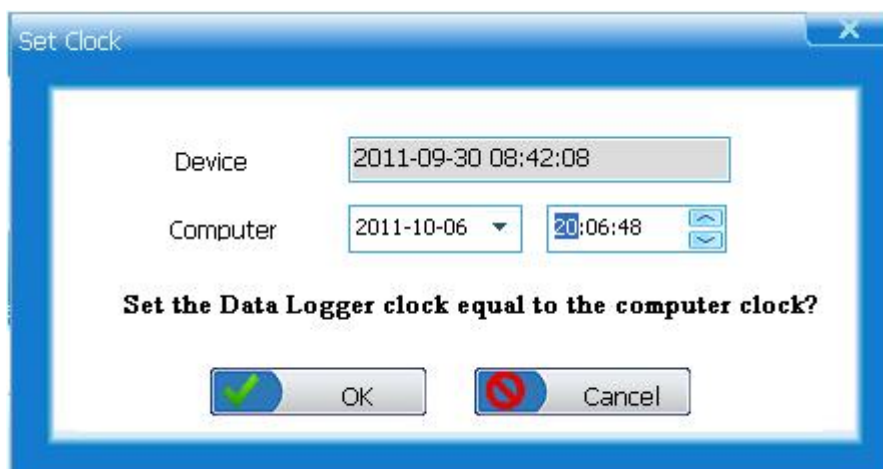 Set Clock
Device 2011-09-30 08:42:08
Computer 2011-10-06 20:06:48
Set the Data Logger clock equal to the computer clock?
OK Cancel